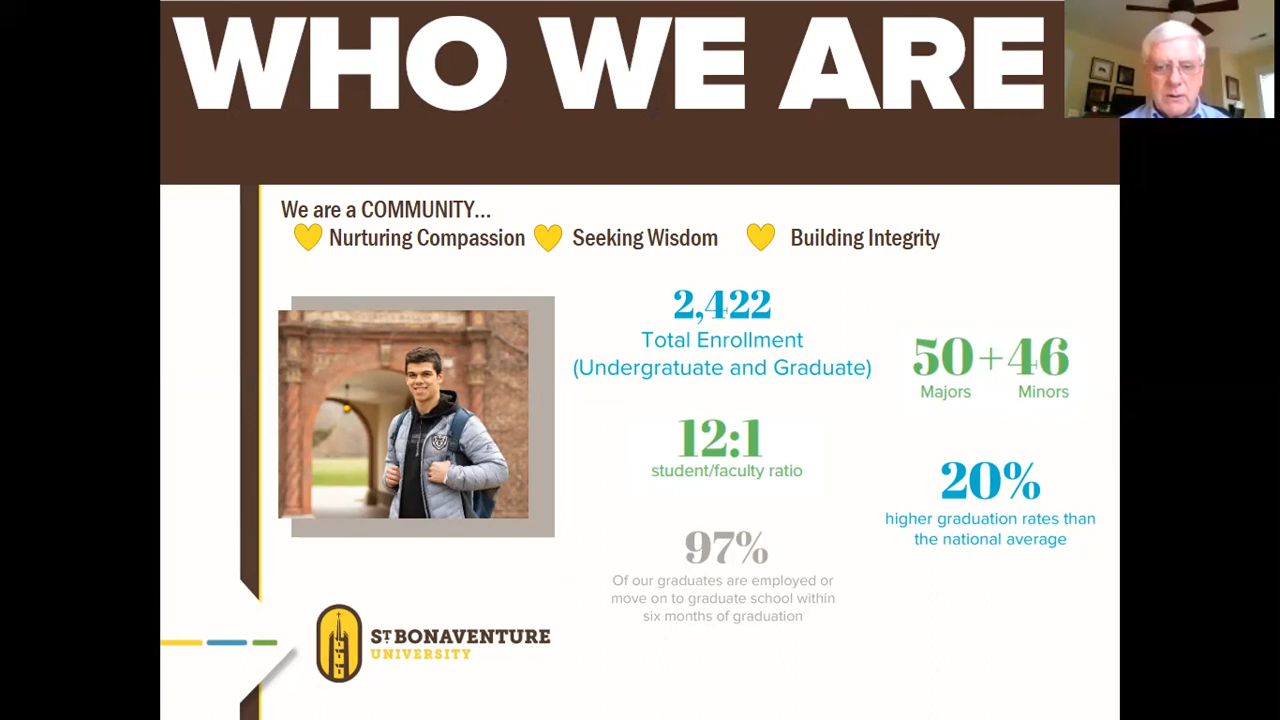 WHO WE ARE
We are a COMMUNITY...
Nurturing Compassion Seeking Wisdom Building Integrity
2,422
Total Enrollment
(Undergratuate and Graduate)
50+46
Majors Minors
12:1
student/faculty ratio
20%
higher graduation rates than
the national average
97%
Of our graduates are employed or
move on to graduate school within
six months of graduation
ST BONAVENTURE
UNIVERSITY